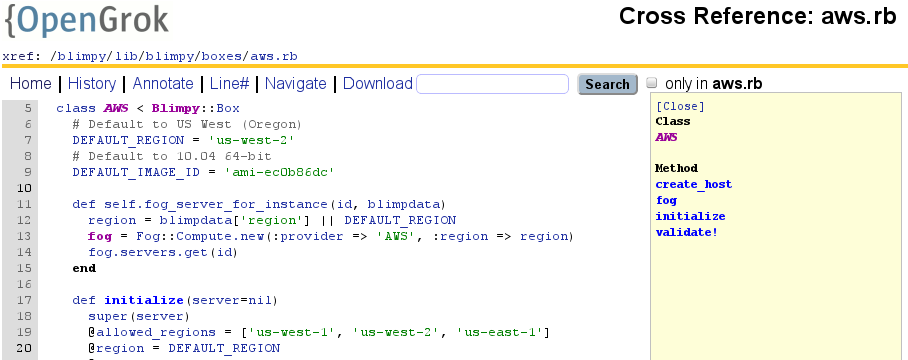 {OpenGrok
Cross Reference: aws.rb
xref: /blimpy/lib/blimpy/boxes/aws.rb
Home | History | Annotate | Line# | Navigate | Download Search only in aws.rb
5 class AWS < Blimpy::Box
6 # Default to US West (Oregon)
7 DEFAULT_REGION = 'us-west-2'
8 # Default to 10.04 64-bit
9 DEFAULT_IMAGE_ID = 'ami-ec0b86dc'
10
11 def self.fog_server_for_instance(id, blimpdata)
12 region = blimpdata['region'] || DEFAULT_REGION
13 fog = Fog::Compute.new(:provider => 'AWS', :region => region)
14 fog.servers.get(id)
15 end
16
17 def initialize(server=nil)
18 super(server)
19 @allowed_regions = ['us-west-1', 'us-west-2', 'us-east-1']
20 @region = DEFAULT_REGION
[Close]
Class
AWS
Method
create_host
fog
initialize
validate!